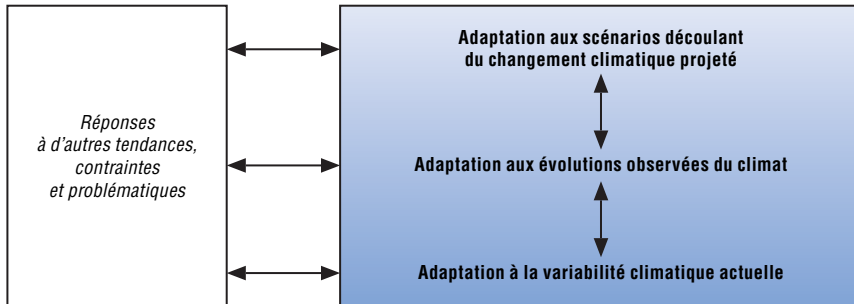 Réponses
à d'autres tendances,
contraintes
et problématiques
Adaptation aux scénarios découlant
du changement climatique projeté
Adaptation aux évolutions observées du climat
Adaptation à la variabilité climatique actuelle